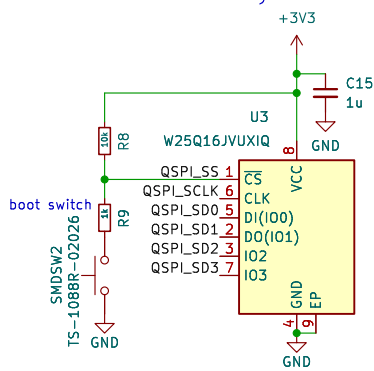 +3V3
C15
1u
GND
U3
W25Q16JVUXIQ
R8
10k
8
VCC
QSPI_SS 1 CS
QSPI_SCLK 6 CLK
QSPI_SD0 5 DI(IO0)
QSPI_SD1 2 DO(IO1)
QSPI_SD2 3 IO2
QSPI_SD3 7 IO3
boot switch
1k
R9
SMDSW2
TS-1088R-02026
GND
GND
EP
4
9
GND